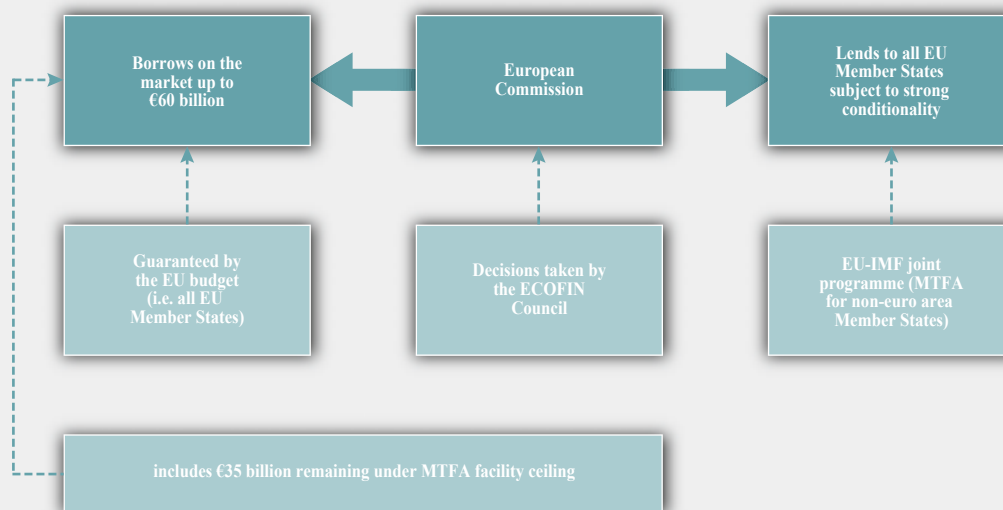 Borrows on the
market up to
€60 billion
European
Commission
Lends to all EU
Member States
subject to strong
conditionality
Guaranteed by
the EU budget
(i.e. all EU
Member States)
Decisions taken by
the ECOFIN
Council
EU-IMF joint
programme (MTFA
for non-euro area
Member States)
includes €35 billion remaining under MTFA facility ceiling